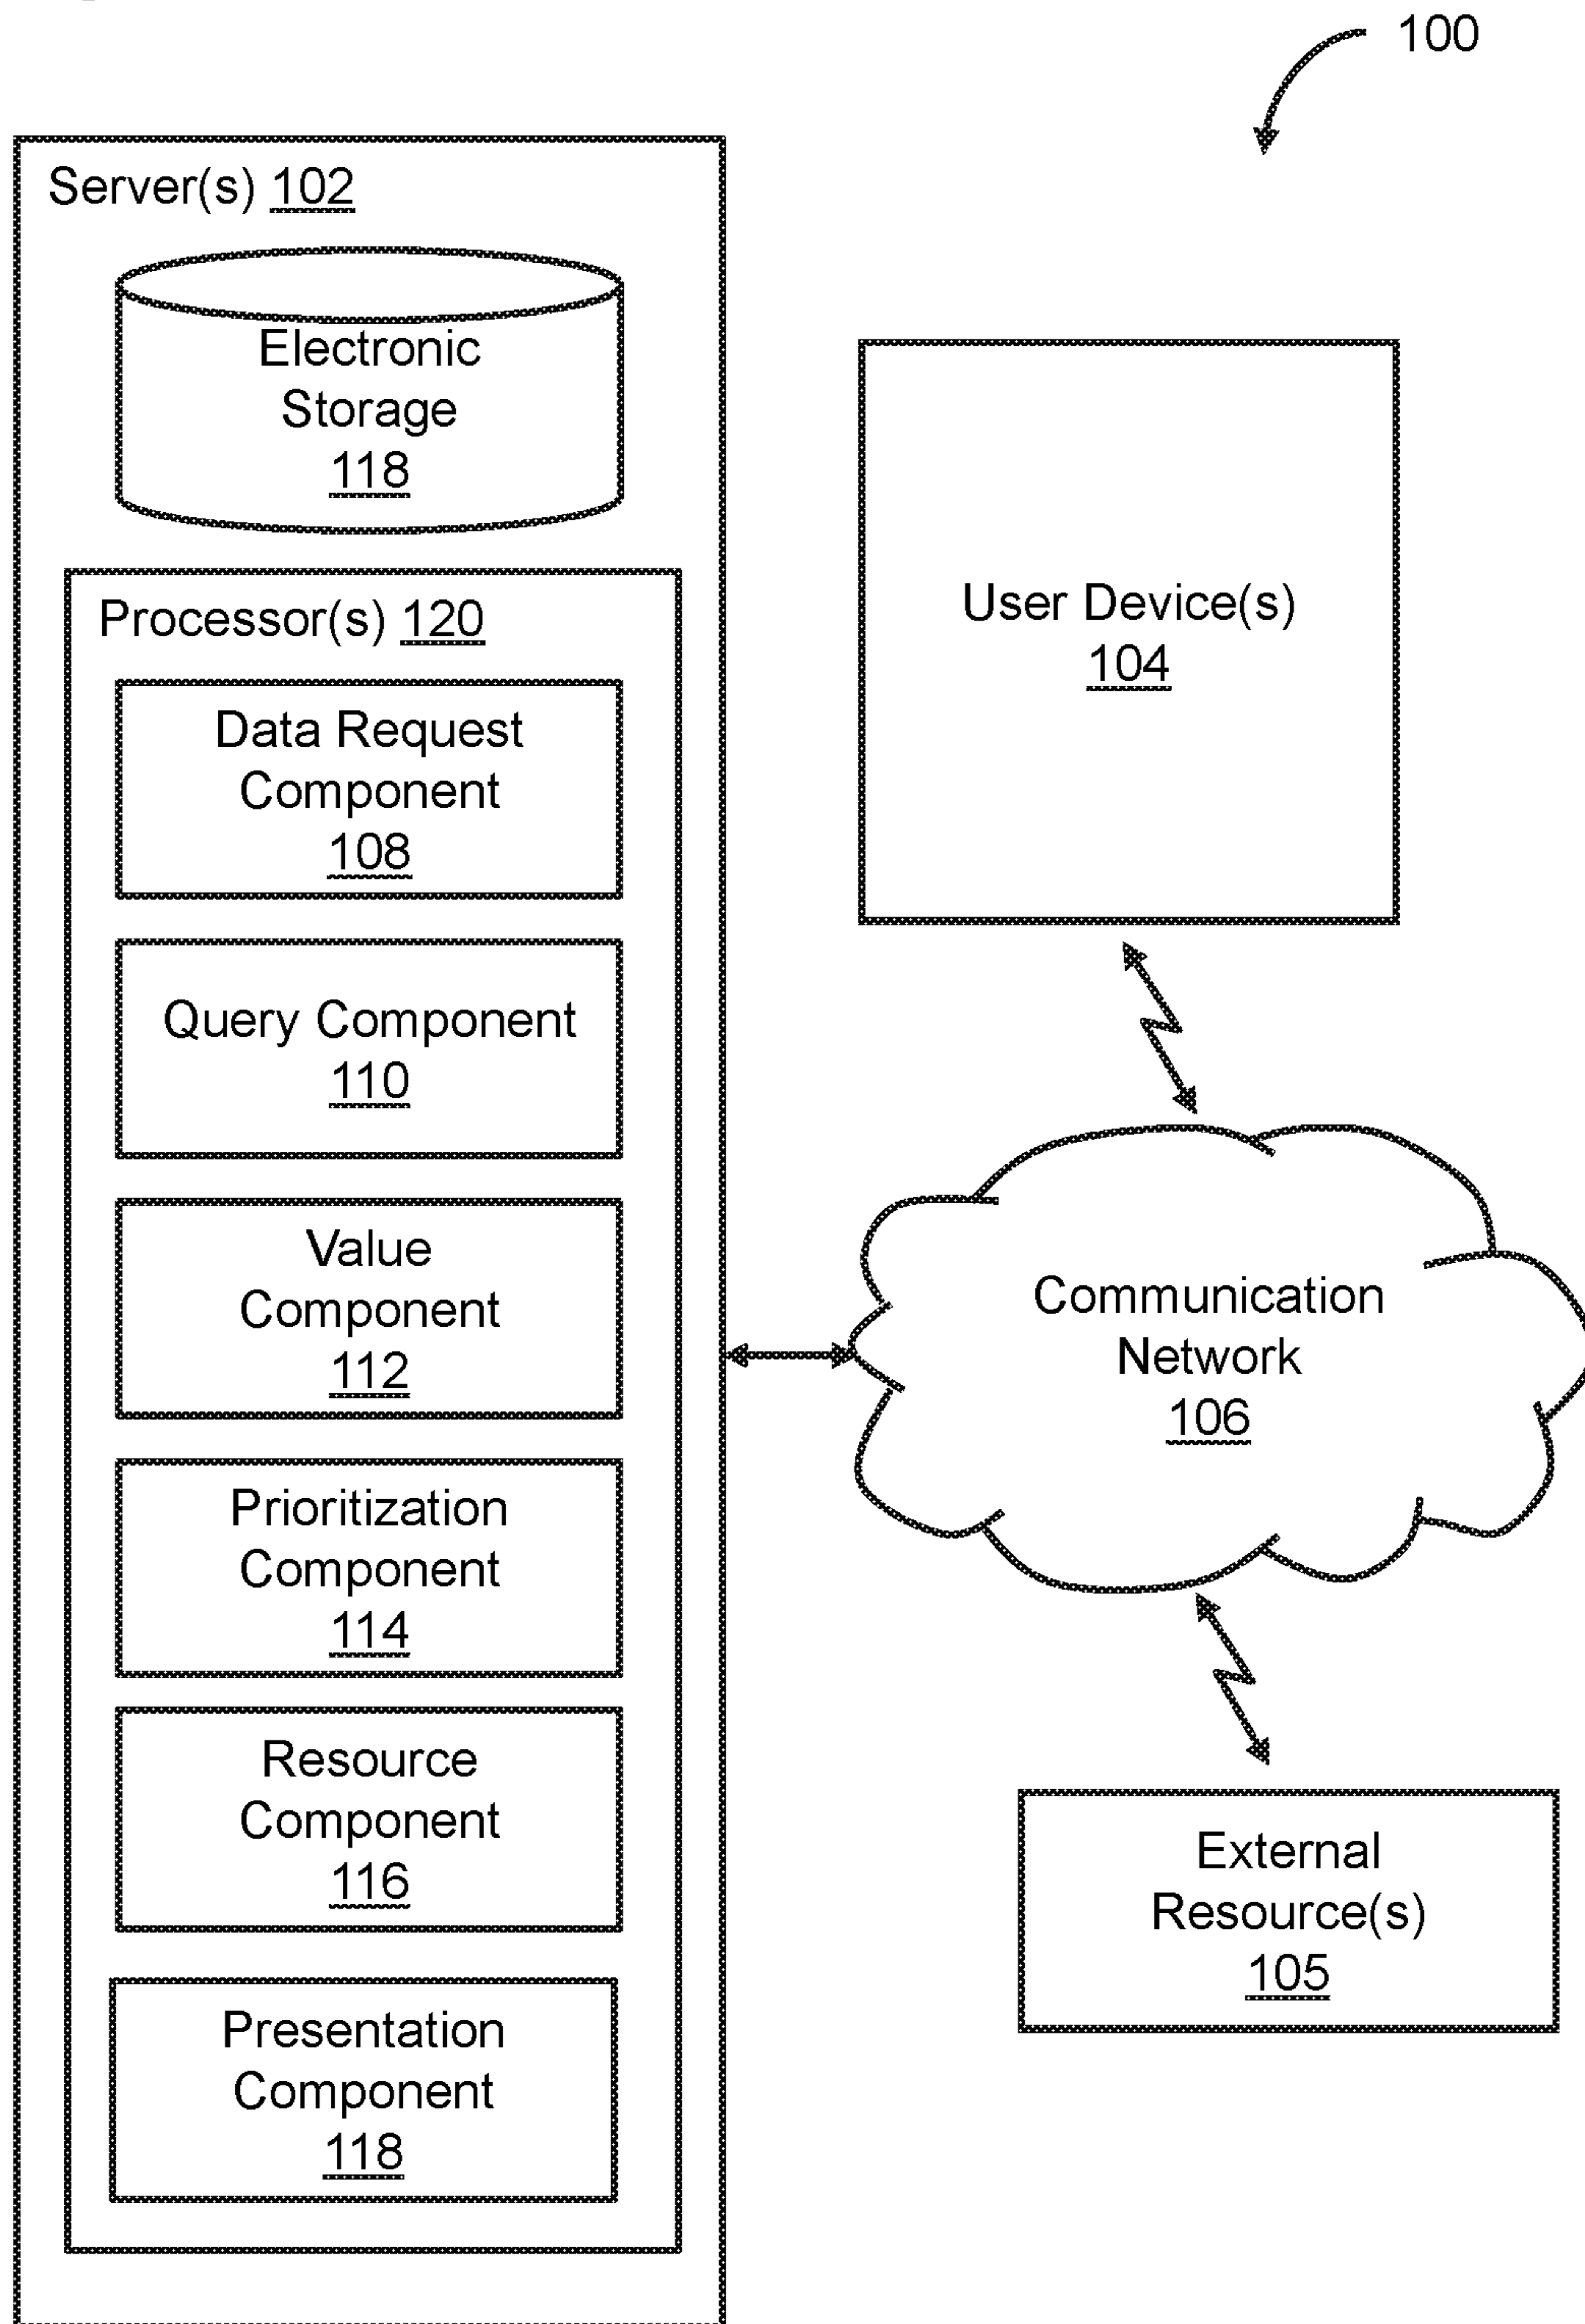 100
Server(s) 102
Electronic
Storage
118
Processor(s) 120
Data Request
Component
108
Query Component
110
Value
Component
112
Prioritization
Component
114
Resource
Component
116
Presentation
Component
118
User Device(s)
104
Communication
Network
106
External
Resource(s)
105